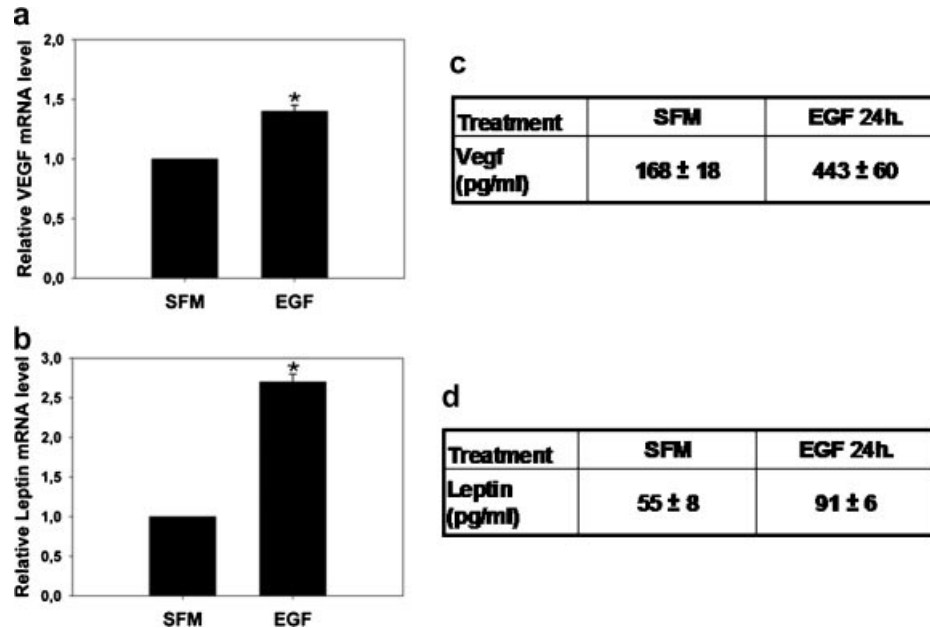 a
Relative VEGF mRNA level
2,0
1,5
1,0
0,5
0,0
*
SFM EGF
b
Relative Leptin mRNA level
3,0
2,5
2,0
1,5
1,0
0,5
0,0
*
SFM EGF
c
Treatment SFM EGF 24h.
Vegf
(pg/ml) 168 ± 18 443 ± 60
d
Treatment SFM EGF 24h.
Leptin
(pg/ml) 55 ± 8 91 ± 6